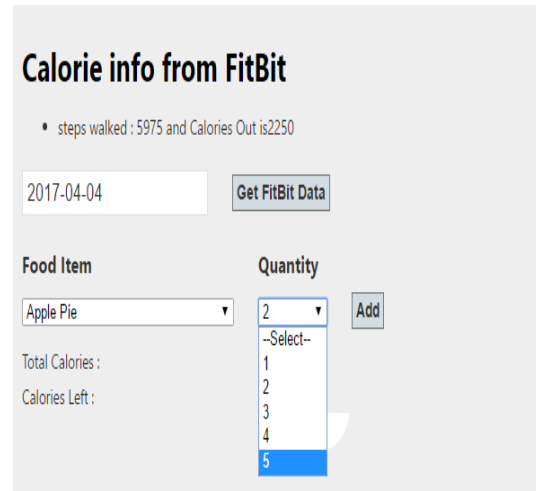 Calorie info from FitBit
• steps walked : 5975 and Calories Out is2250
2017-04-04 Get FitBit Data
Food Item Quantity
Apple Pie 2 Add
--Select--
Total Calories :
1
2
Calories Left :
3
4
5